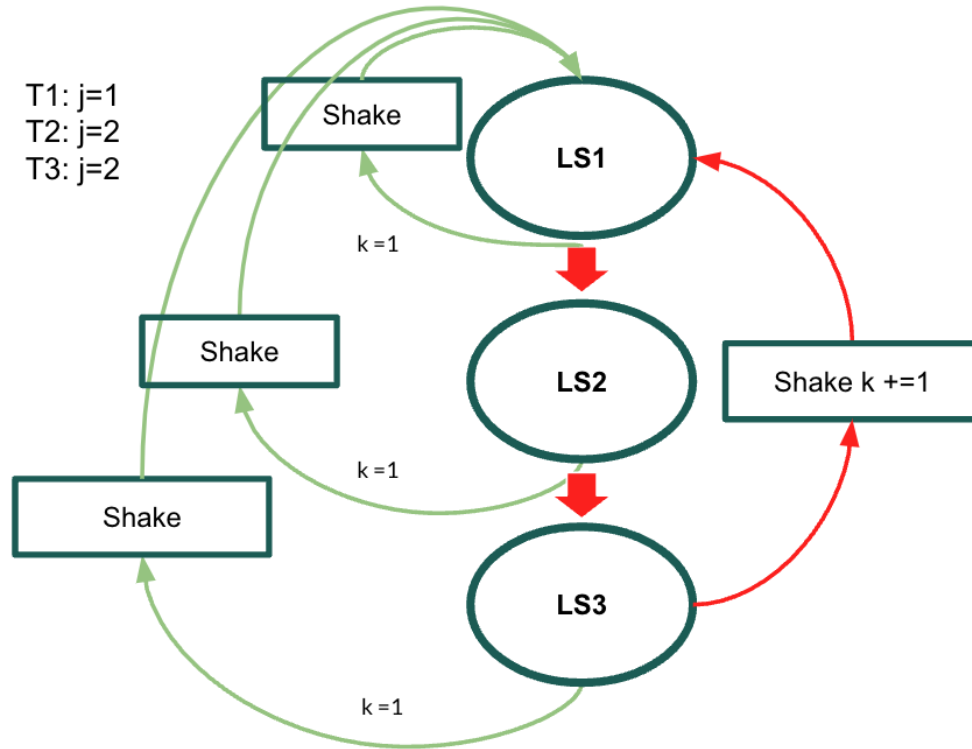 T1: j=1
T2: j=2
T3: j=2
Shake
LS1
k =1
Shake
LS2
Shake k +=1
k =1
Shake
LS3
k =1